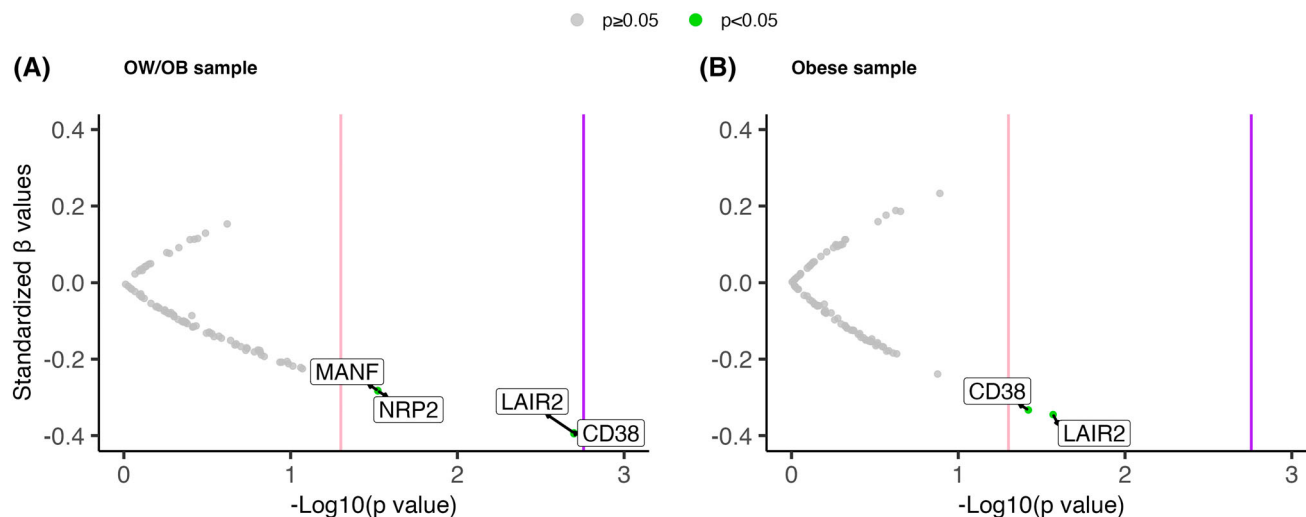 p≥0.05 p<0.05
(A) OW/OB sample
Standardized β values
0.4
0.2
0.0
-0.2
-0.4
MANF
NRP2
LAIR2
CD38
0 1 2 3
-Log10(p value)
(B) Obese sample
0.4
0.2
0.0
-0.2
-0.4
CD38
LAIR2
0 1 2 3
-Log10(p value)